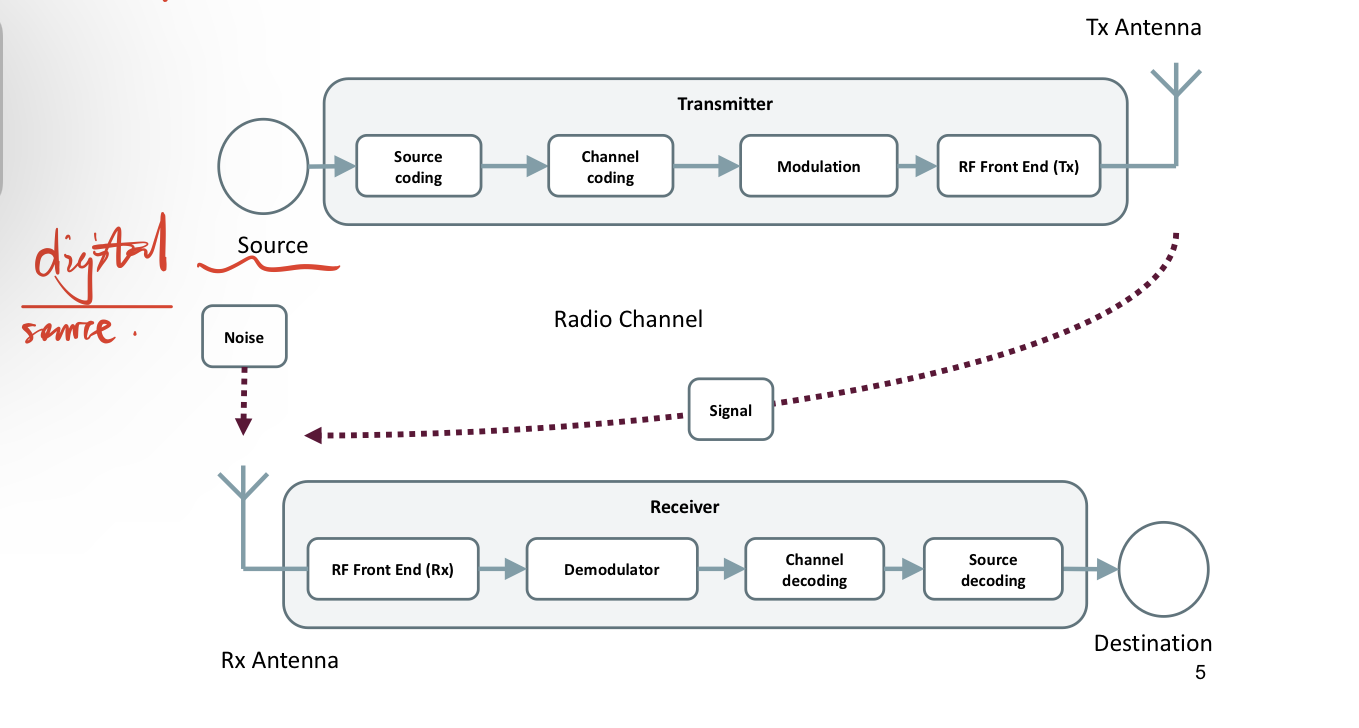 Tx Antenna
Transmitter
Source
coding
Channel
coding
Modulation
RF Front End (Tx)
Source
digital
source.
Noise
Radio Channel
Signal
Receiver
RF Front End (Rx)
Demodulator
Channel
decoding
Source
decoding
Rx Antenna
Destination
5